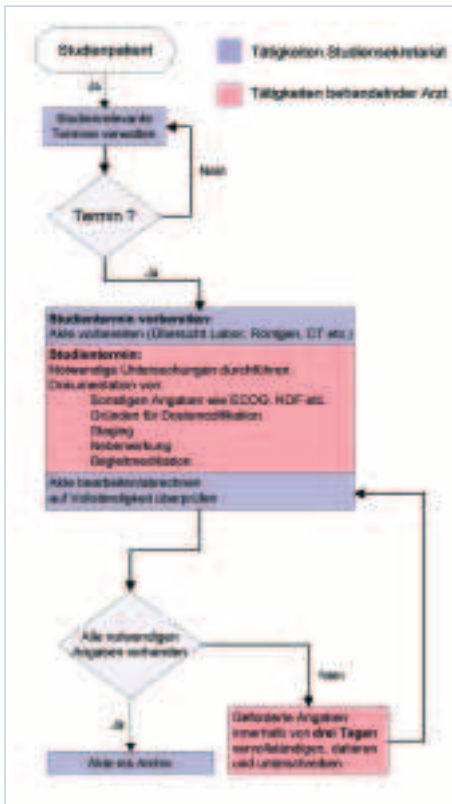 Studienpatient
Tätigkeiten Studiensekretariat
Tätigkeiten behandelnder Arzt
Ja
Studienrelevante
Termine verwalten
Nein
Termin ?
Ja
Studientermin vorbereiten:
Akte vorbereiten (Übersicht Labor, Röntgen, CT etc.)
Studientermin:
Notwendige Untersuchungen durchführen
Dokumentation von:
Sonstigen Angaben wie ECOG, etc.
Gründen für Dosismodifikation
Staging
Nebenwirkung
Begleitmedikation
Akte bearbeiten/abrechnen
auf Vollständigkeit überprüfen
Alle notwendigen
Angaben vorhanden
Nein
Ja
Geforderte Angaben
innerhalb von drei Tagen
vervollständigen, datieren
und unterschreiben
Akte ins Archiv